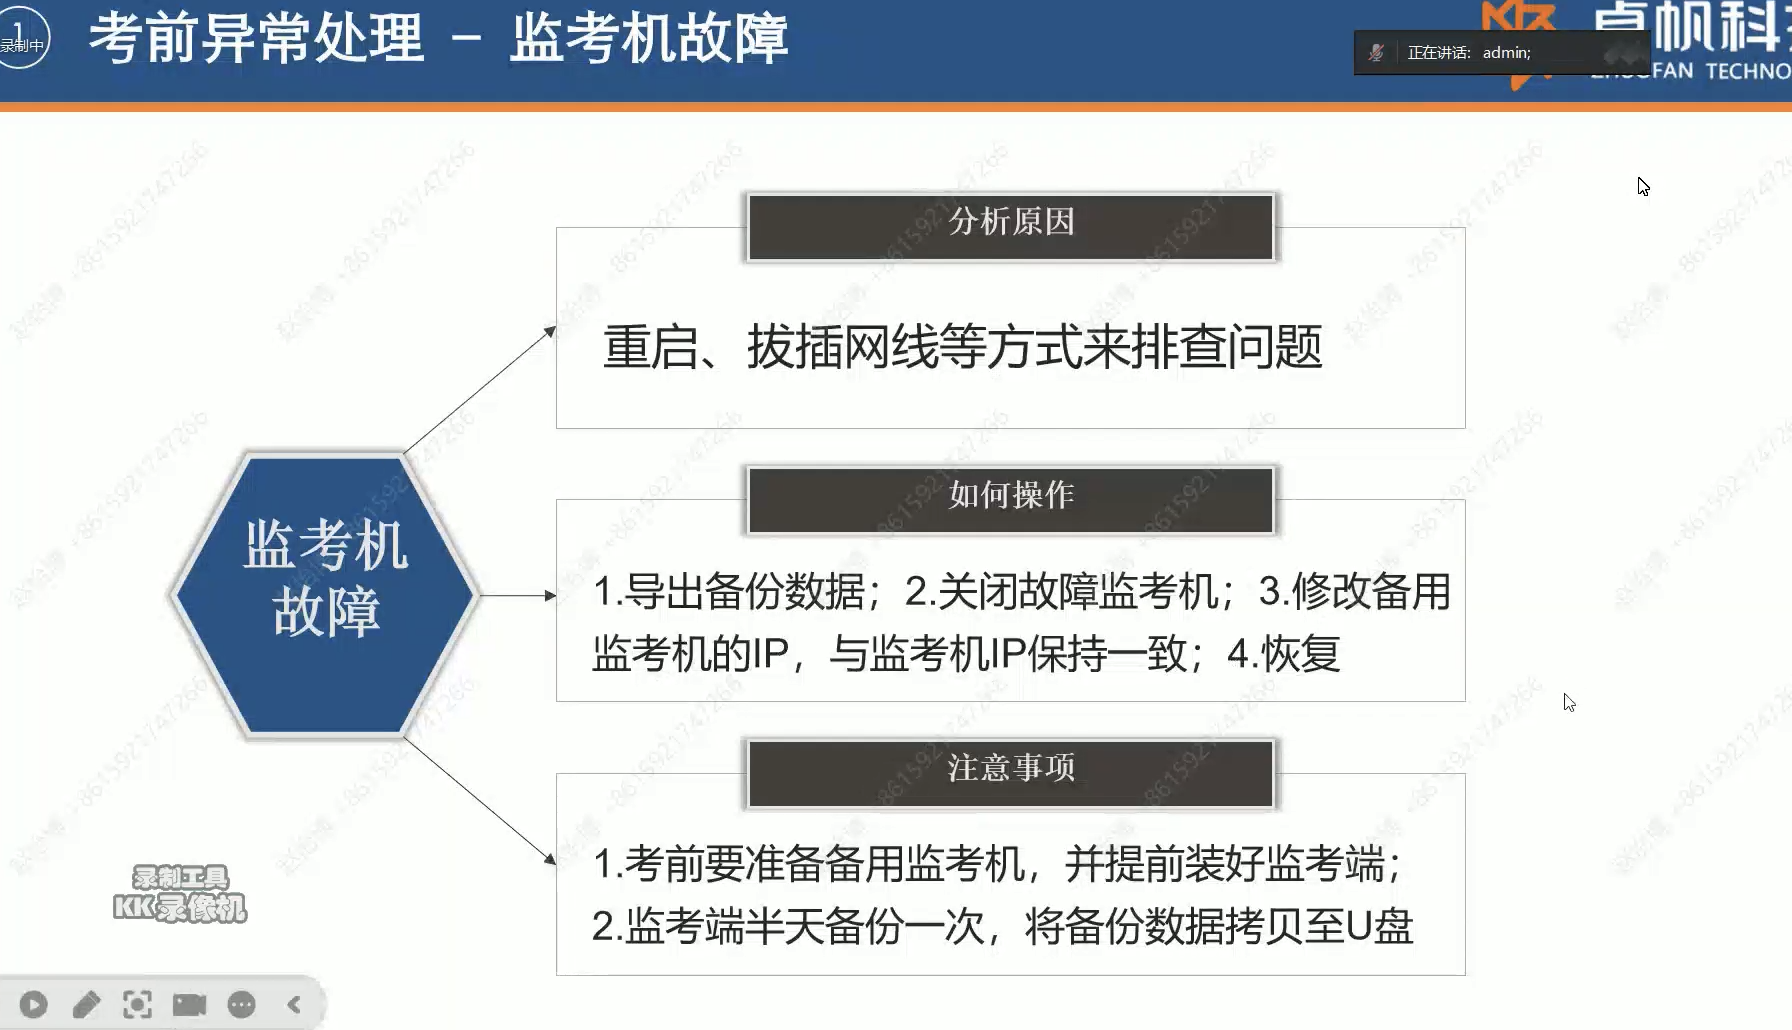 1
录制中
考前异常处理 - 监考机故障
正在讲话: admin;
卓帆科技
FAN TECHNO
分析原因
重启、拔插网线等方式来排查问题
如何操作
监考机
故障
1.导出备份数据；2.关闭故障监考机；3.修改备用
监考机的IP，与监考机IP保持一致；4.恢复
注意事项
1.考前要准备备用监考机，并提前装好监考端；
2.监考端半天备份一次，将备份数据拷贝至U盘
录制工具
KK录像机
+8615921747266